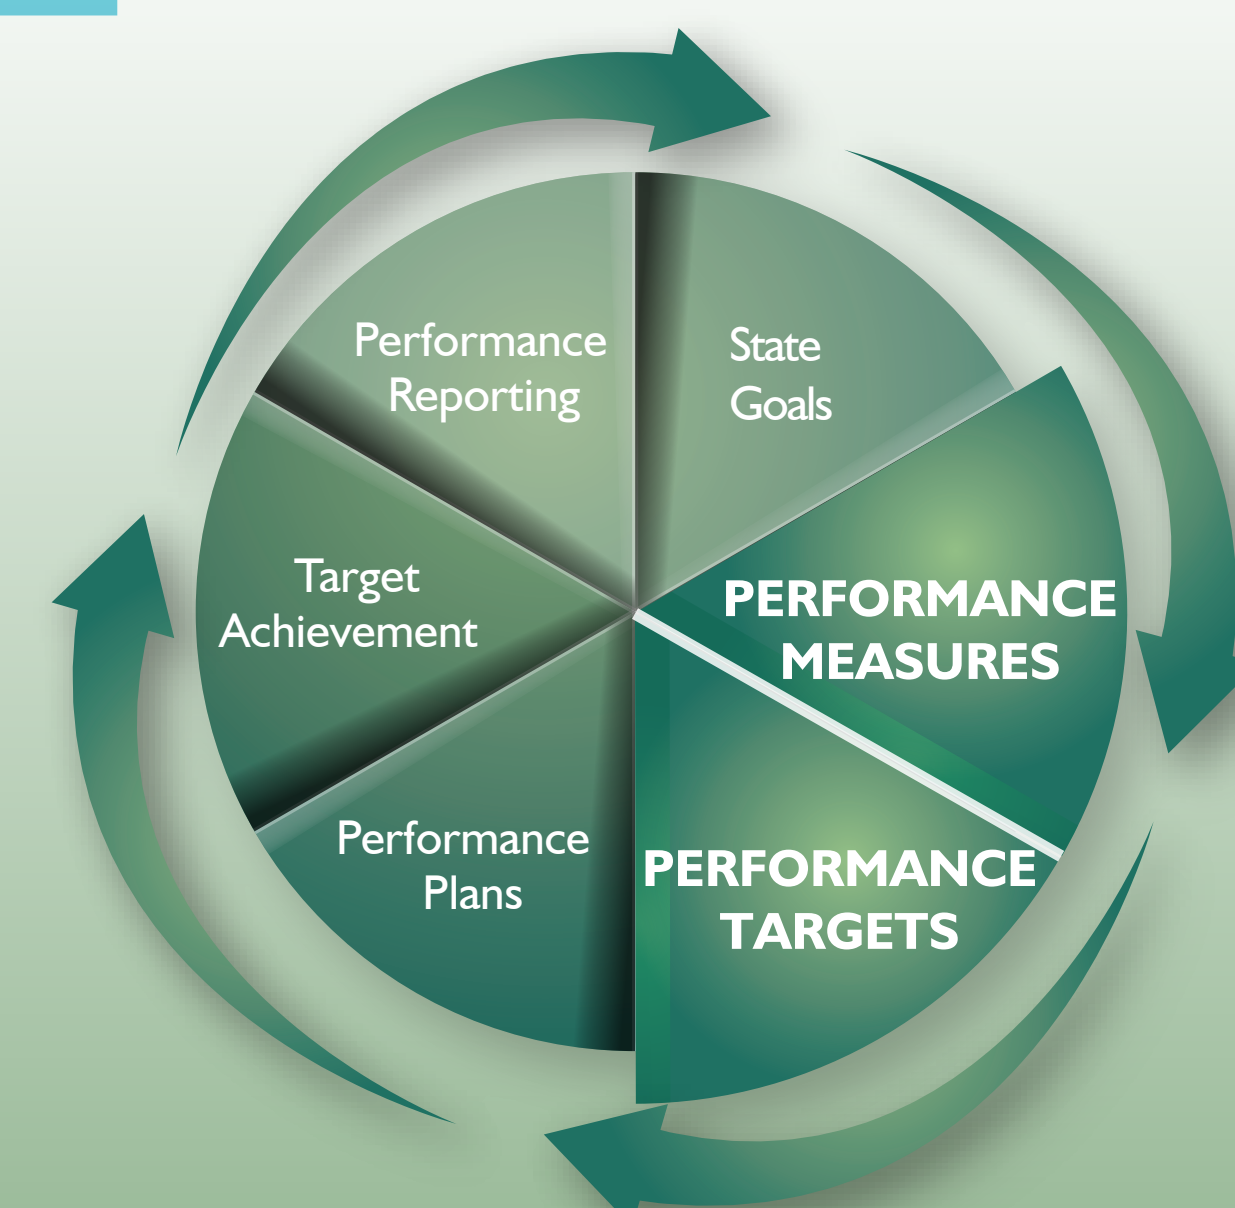 State
Goals
PERFORMANCE
MEASURES
PERFORMANCE
TARGETS
Performance
Plans
Target
Achievement
Performance
Reporting